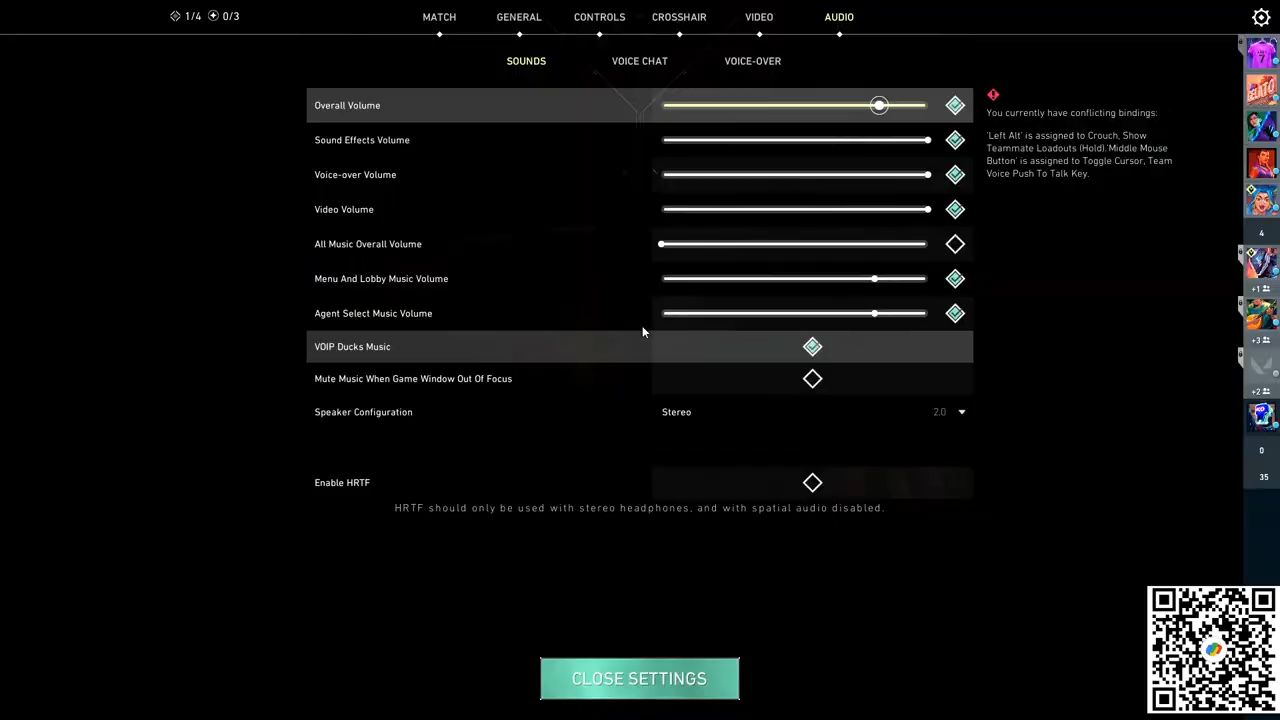 1/4 0/3
MATCH GENERAL CONTROLS CROSSHAIR VIDEO AUDIO
SOUNDS VOICE CHAT VOICE-OVER
Overall Volume
Sound Effects Volume
Voice-over Volume
Video Volume
All Music Overall Volume
Menu And Lobby Music Volume
Agent Select Music Volume
VOIP Ducks Music
Mute Music When Game Window Out Of Focus
Speaker Configuration Stereo 2.0
Enable HRTF
HRTF should only be used with stereo headphones, and with spatial audio disabled.
CLOSE SETTINGS
You currently have conflicting bindings:
'Left Alt' is assigned to Crouch, Show
Teammate Loadouts (Hold).'Middle Mouse
Button' is assigned to Toggle Cursor, Team
Voice Push To Talk Key.
4
+1
+3
+2
0
35